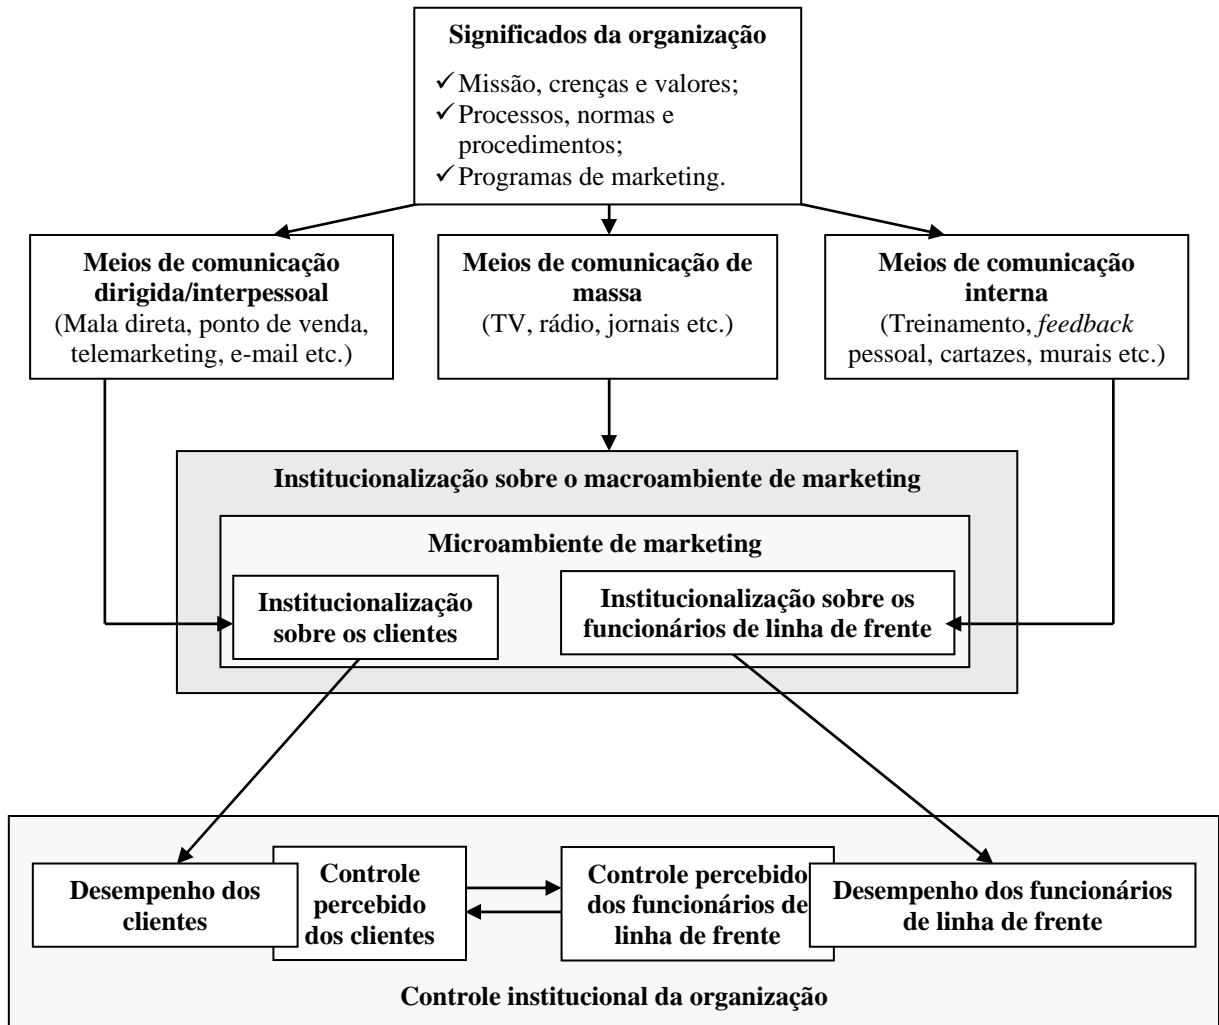 Significados da organização
✓ Missão, crenças e valores;
✓ Processos, normas e
procedimentos;
✓ Programas de marketing.
Meios de comunicação
dirigida/interpessoal
(Mala direta, ponto de venda,
telemarketing, e-mail etc.)
Meios de comunicação de
massa
(TV, rádio, jornais etc.)
Meios de comunicação
interna
(Treinamento, feedback
pessoal, cartazes, murais etc.)
Institucionalização sobre o macroambiente de marketing
Microambiente de marketing
Institucionalização
sobre os clientes
Institucionalização sobre os
funcionários de linha de frente
Desempenho dos
clientes
Controle
percebido
dos clientes
Controle percebido
dos funcionários de
linha de frente
Desempenho dos funcionários
de linha de frente
Controle institucional da organização